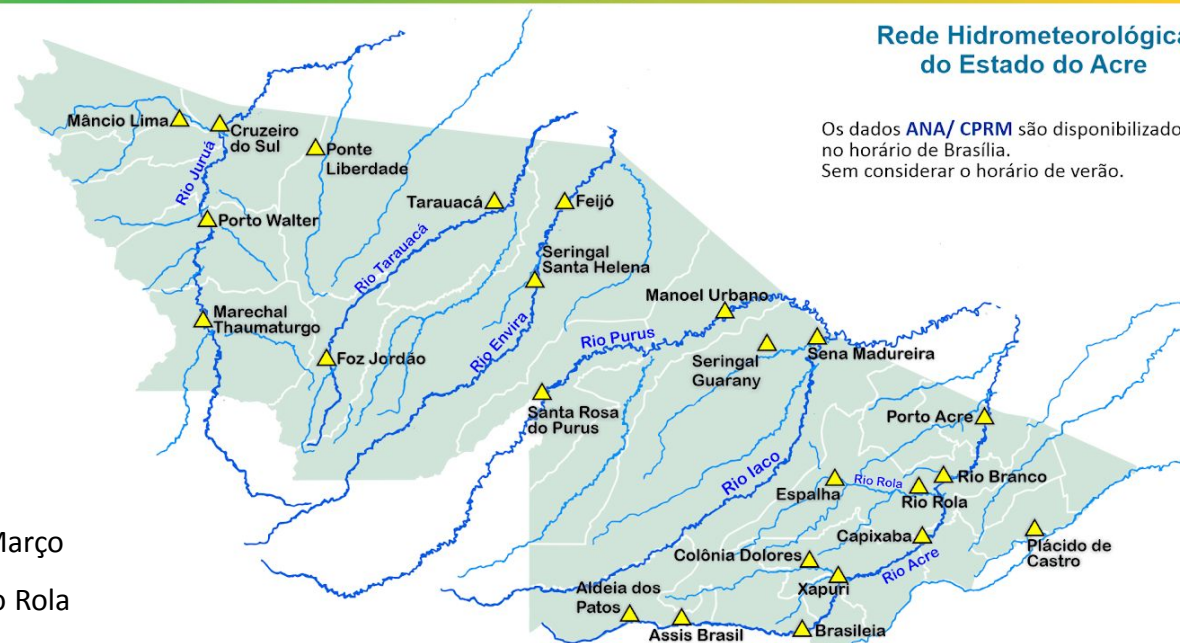 Rede Hidrometeorológica
do Estado do Acre
Os dados ANA/ CPRM são disponibilizado
no horário de Brasília.
Sem considerar o horário de verão.
Mâncio Lima
Cruzeiro
do Sul
Ponte
Liberdade
Rio Juruá
Porto Walter
Tarauacá
Feijó
Rio Tarauacá
Seringal
Santa Helena
Marechal
Thaumaturgo
Foz Jordão
Rio Envira
Manoel Urbano
Rio Purus
Seringal
Guarany
Sena Madureira
Santa Rosa
do Purus
Porto Acre
Rio Iaco
Espalha
Rio Rola
Rio Rola
Rio Branco
Capixaba
Plácido de
Castro
Colônia Dolores
Rio Acre
Xapuri
Aldeia dos
Patos
Assis Brasil
Brasileia
Março
Rola